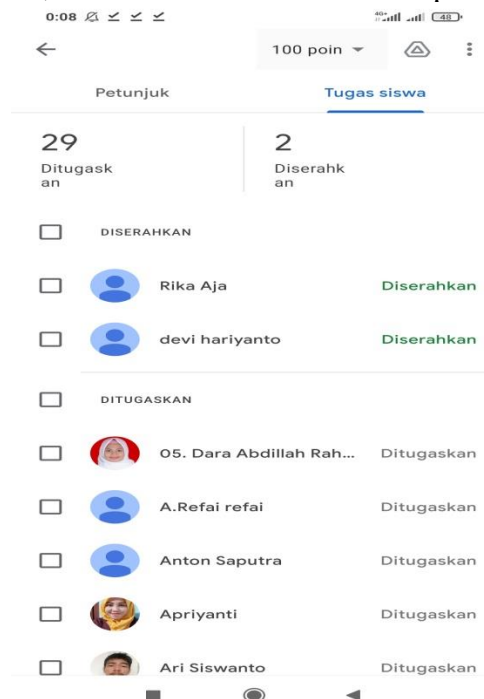 0:08
4G+ 48
100 poin
Petunjuk Tugas siswa
29 2
Ditugask Diserahk
an an
DISERAHKAN
Rika Aja Diserahkan
devi hariyanto Diserahkan
DITUGASKAN
05. Dara Abdillah Rah... Ditugaskan
A.Refai refai Ditugaskan
Anton Saputra Ditugaskan
Apriyanti Ditugaskan
Ari Siswanto Ditugaskan